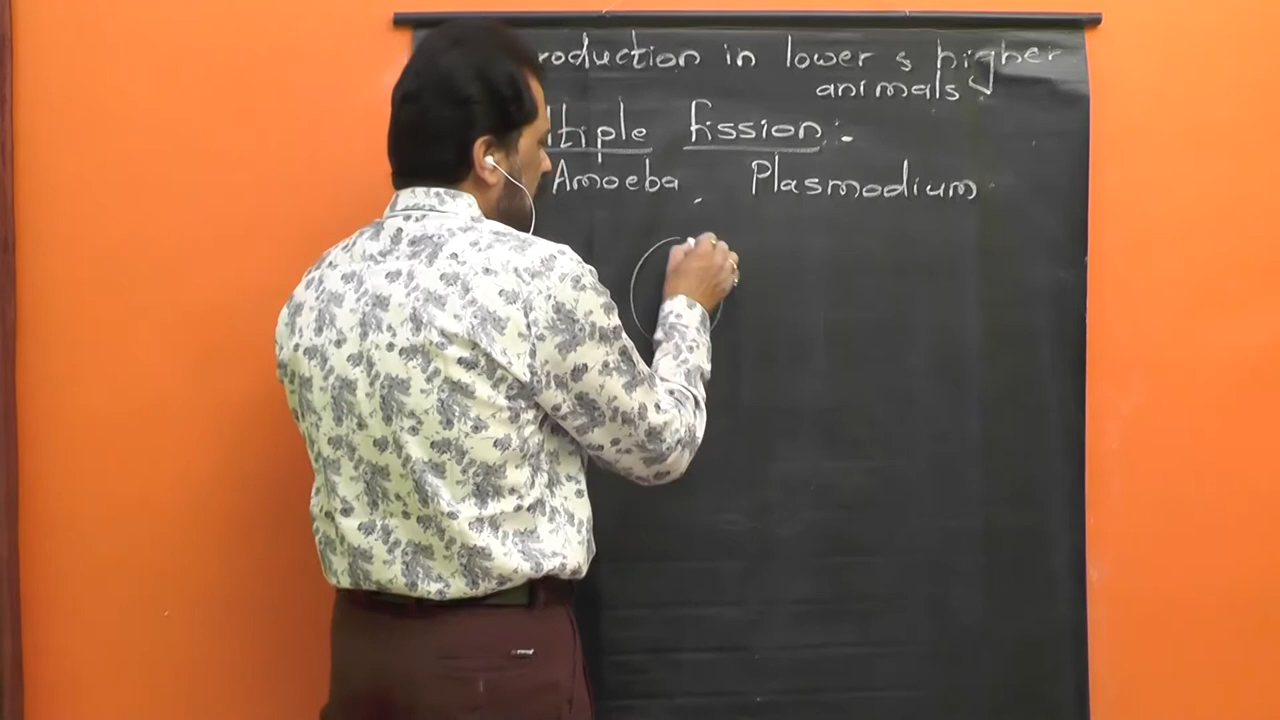 roduction in lower & higher
animals
ltiple fission:-
Amoeba Plasmodium